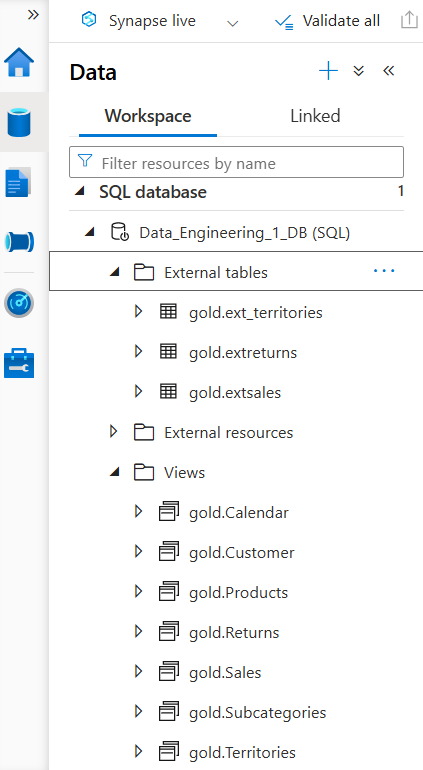 Synapse live
Validate all
Data
Workspace
Linked
Filter resources by name
SQL database 1
Data_Engineering_1_DB (SQL)
External tables
gold.ext_territories
gold.extreturns
gold.extsales
External resources
Views
gold.Calendar
gold.Customer
gold.Products
gold.Returns
gold.Sales
gold.Subcategories
gold.Territories